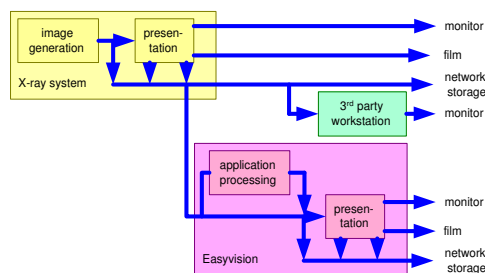 image
generation
presen-
tation
X-ray system
monitor
film
network
storage
3rd party
workstation
monitor
application
processing
presen-
tation
Easyvision
monitor
film
network
storage